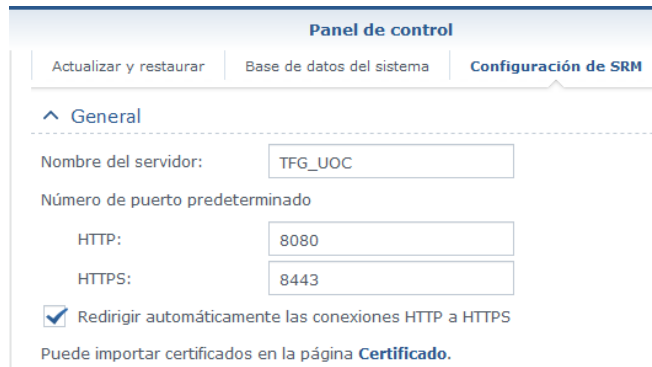 Panel de control
Actualizar y restaurar Base de datos del sistema Configuración de SRM
General
Nombre del servidor: TFG_UOC
Número de puerto predeterminado
HTTP: 8080
HTTPS: 8443
Redirigir automáticamente las conexiones HTTP a HTTPS
Puede importar certificados en la página Certificado.